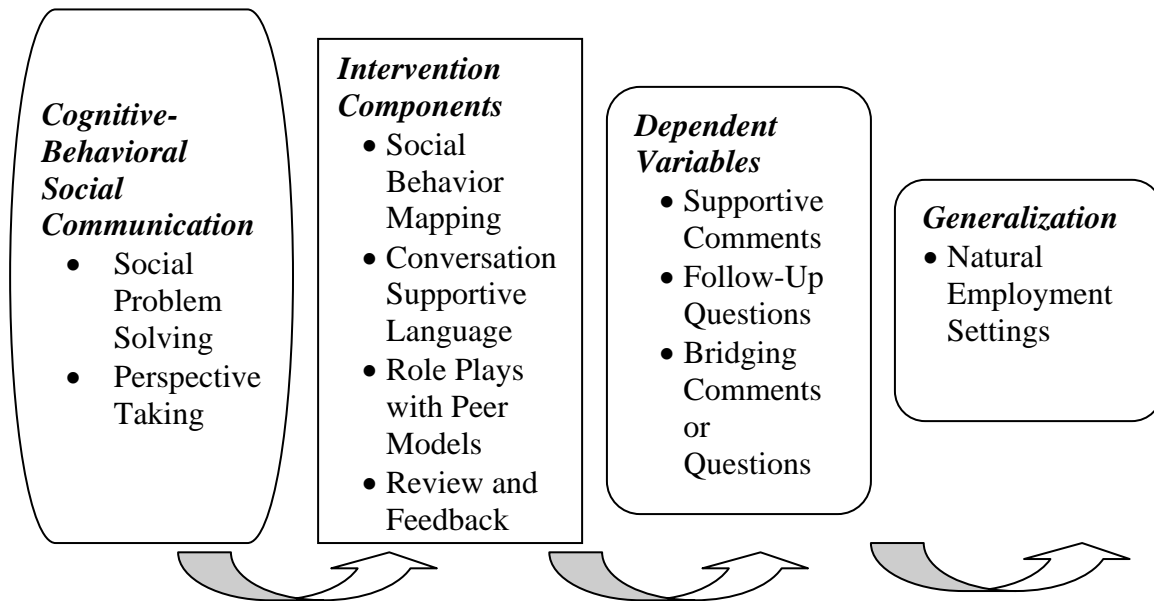 Cognitive-
Behavioral
Social
Communication
• Social
Problem
Solving
• Perspective
Taking
Intervention
Components
• Social
Behavior
Mapping
• Conversation
Supportive
Language
• Role Plays
with Peer
Models
• Review and
Feedback
Dependent
Variables
• Supportive
Comments
• Follow-Up
Questions
• Bridging
Comments
or
Questions
Generalization
• Natural
Employment
Settings